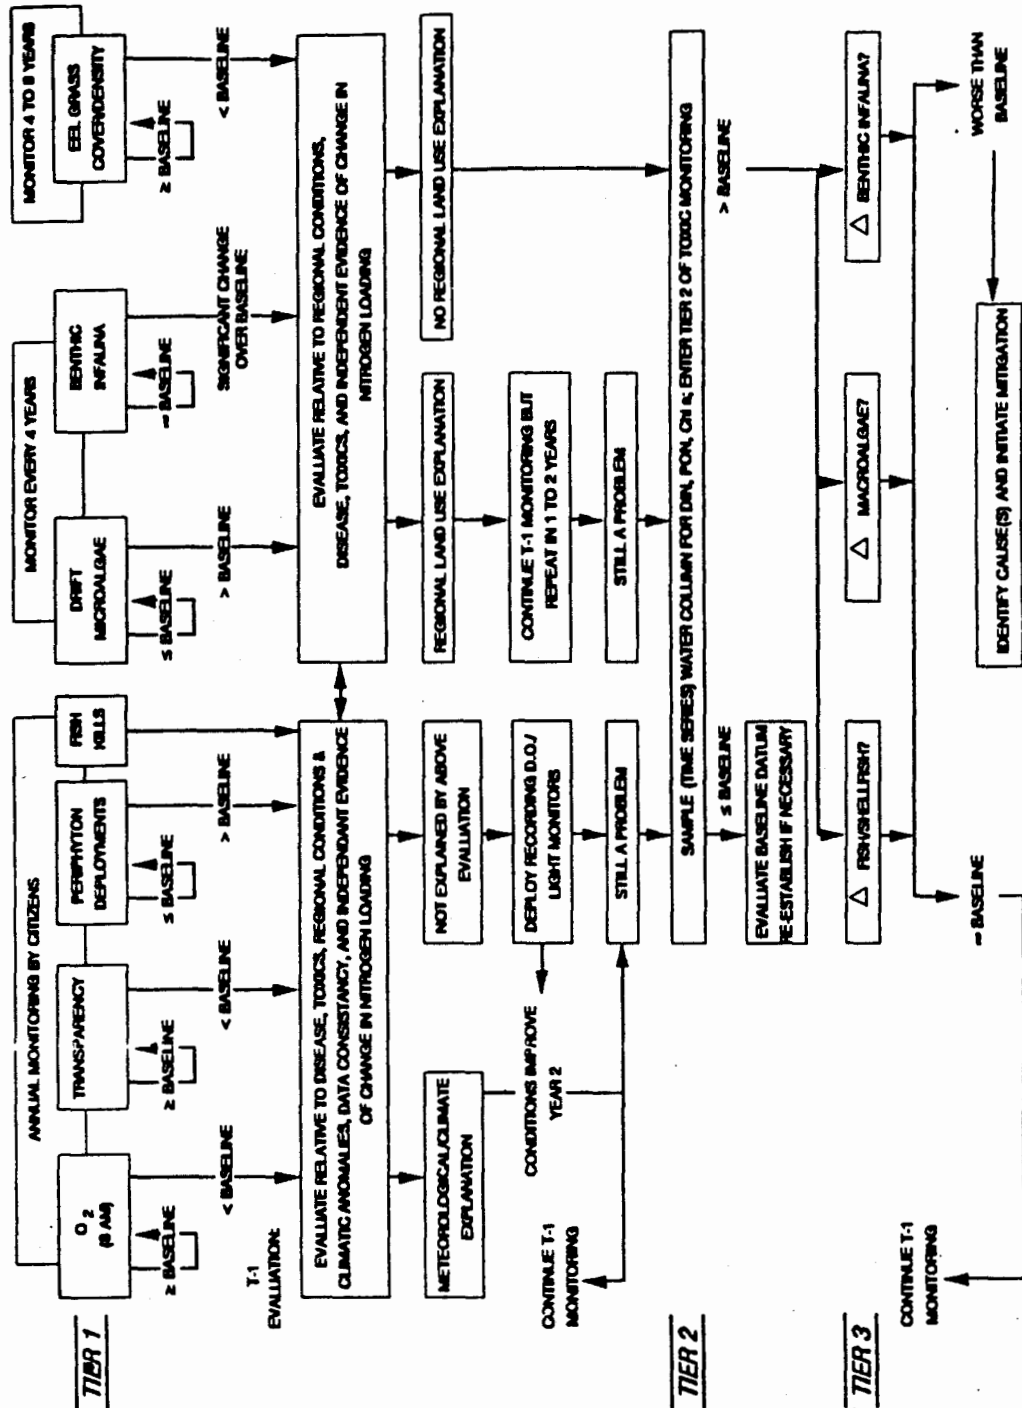 TIER 1
ANNUAL MONITORING BY CITIZENS
MONITOR EVERY 4 YEARS
MONITOR 4 TO 8 YEARS
O2
(8 AM)
TRANSPARENCY
PERIPHYTON
DEPLOYMENTS
FISH
KILLS
DRIFT
MICROALGAE
BENTHIC
INFAUNA
EEL GRASS
COVER/DENSITY
≥ BASELINE
≥ BASELINE
≤ BASELINE
≤ BASELINE
= BASELINE
≥ BASELINE
< BASELINE
< BASELINE
> BASELINE
> BASELINE
SIGNIFICANT CHANGE
OVER BASELINE
< BASELINE
T-1
EVALUATION:
EVALUATE RELATIVE TO DISEASE, TOXICS, REGIONAL CONDITIONS &
CLIMATIC ANOMALIES, DATA CONSISTANCY, AND INDEPENDANT EVIDENCE
OF CHANGE IN NITROGEN LOADING
EVALUATE RELATIVE TO REGIONAL CONDITIONS,
DISEASE, TOXICS, AND INDEPENDENT EVIDENCE OF CHANGE IN
NITROGEN LOADING
METEOROLOGICAL/CLIMATE
EXPLANATION
NOT EXPLAINED BY ABOVE
EVALUATION
REGIONAL LAND USE EXPLANATION
NO REGIONAL LAND USE EXPLANATION
CONTINUE T-1
MONITORING
CONDITIONS IMPROVE
YEAR 2
DEPLOY RECORDING D.O./
LIGHT MONITORS
CONTINUE T-1 MONITORING BUT
REPEAT IN 1 TO 2 YEARS
STILL A PROBLEM
STILL A PROBLEM
TIER 2
SAMPLE (TIME SERIES) WATER COLUMN FOR DIN, PON, Chl a; ENTER TIER 2 OF TOXIC MONITORING
≤ BASELINE
> BASELINE
EVALUATE BASELINE DATUM
RE-ESTABLISH IF NECESSARY
TIER 3
△ FISH/SHELLFISH?
△ MACROALGAE?
△ BENTHIC INFAUNA?
CONTINUE T-1
MONITORING
= BASELINE
WORSE THAN
BASELINE
IDENTIFY CAUSE(S) AND INITIATE MITIGATION